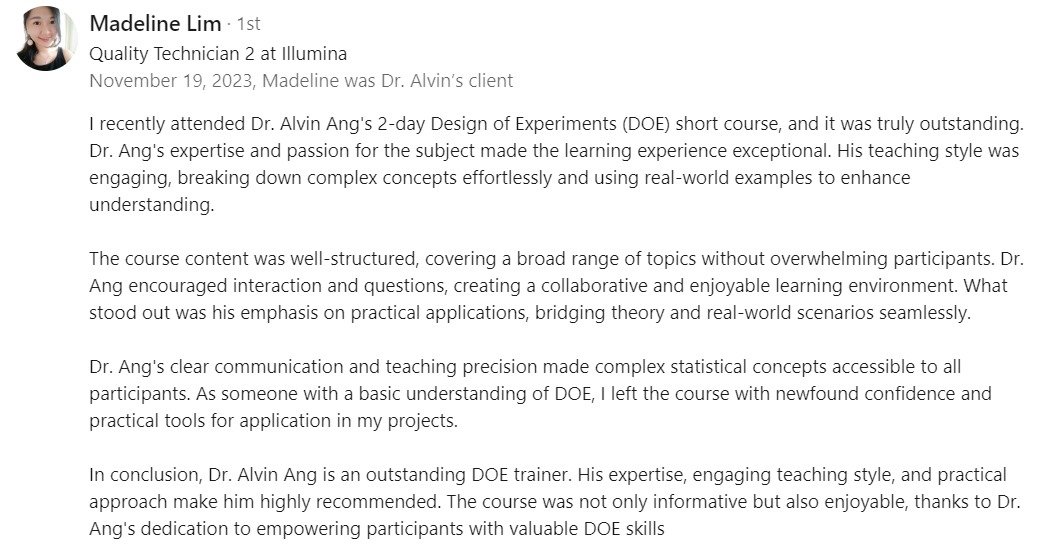 Madeline Lim · 1st
Quality Technician 2 at Illumina
November 19, 2023, Madeline was Dr. Alvin's client
I recently attended Dr. Alvin Ang's 2-day Design of Experiments (DOE) short course, and it was truly outstanding.
Dr. Ang's expertise and passion for the subject made the learning experience exceptional. His teaching style was
engaging, breaking down complex concepts effortlessly and using real-world examples to enhance
understanding.
The course content was well-structured, covering a broad range of topics without overwhelming participants. Dr.
Ang encouraged interaction and questions, creating a collaborative and enjoyable learning environment. What
stood out was his emphasis on practical applications, bridging theory and real-world scenarios seamlessly.
Dr. Ang's clear communication and teaching precision made complex statistical concepts accessible to all
participants. As someone with a basic understanding of DOE, I left the course with newfound confidence and
practical tools for application in my projects.
In conclusion, Dr. Alvin Ang is an outstanding DOE trainer. His expertise, engaging teaching style, and practical
approach make him highly recommended. The course was not only informative but also enjoyable, thanks to Dr.
Ang's dedication to empowering participants with valuable DOE skills